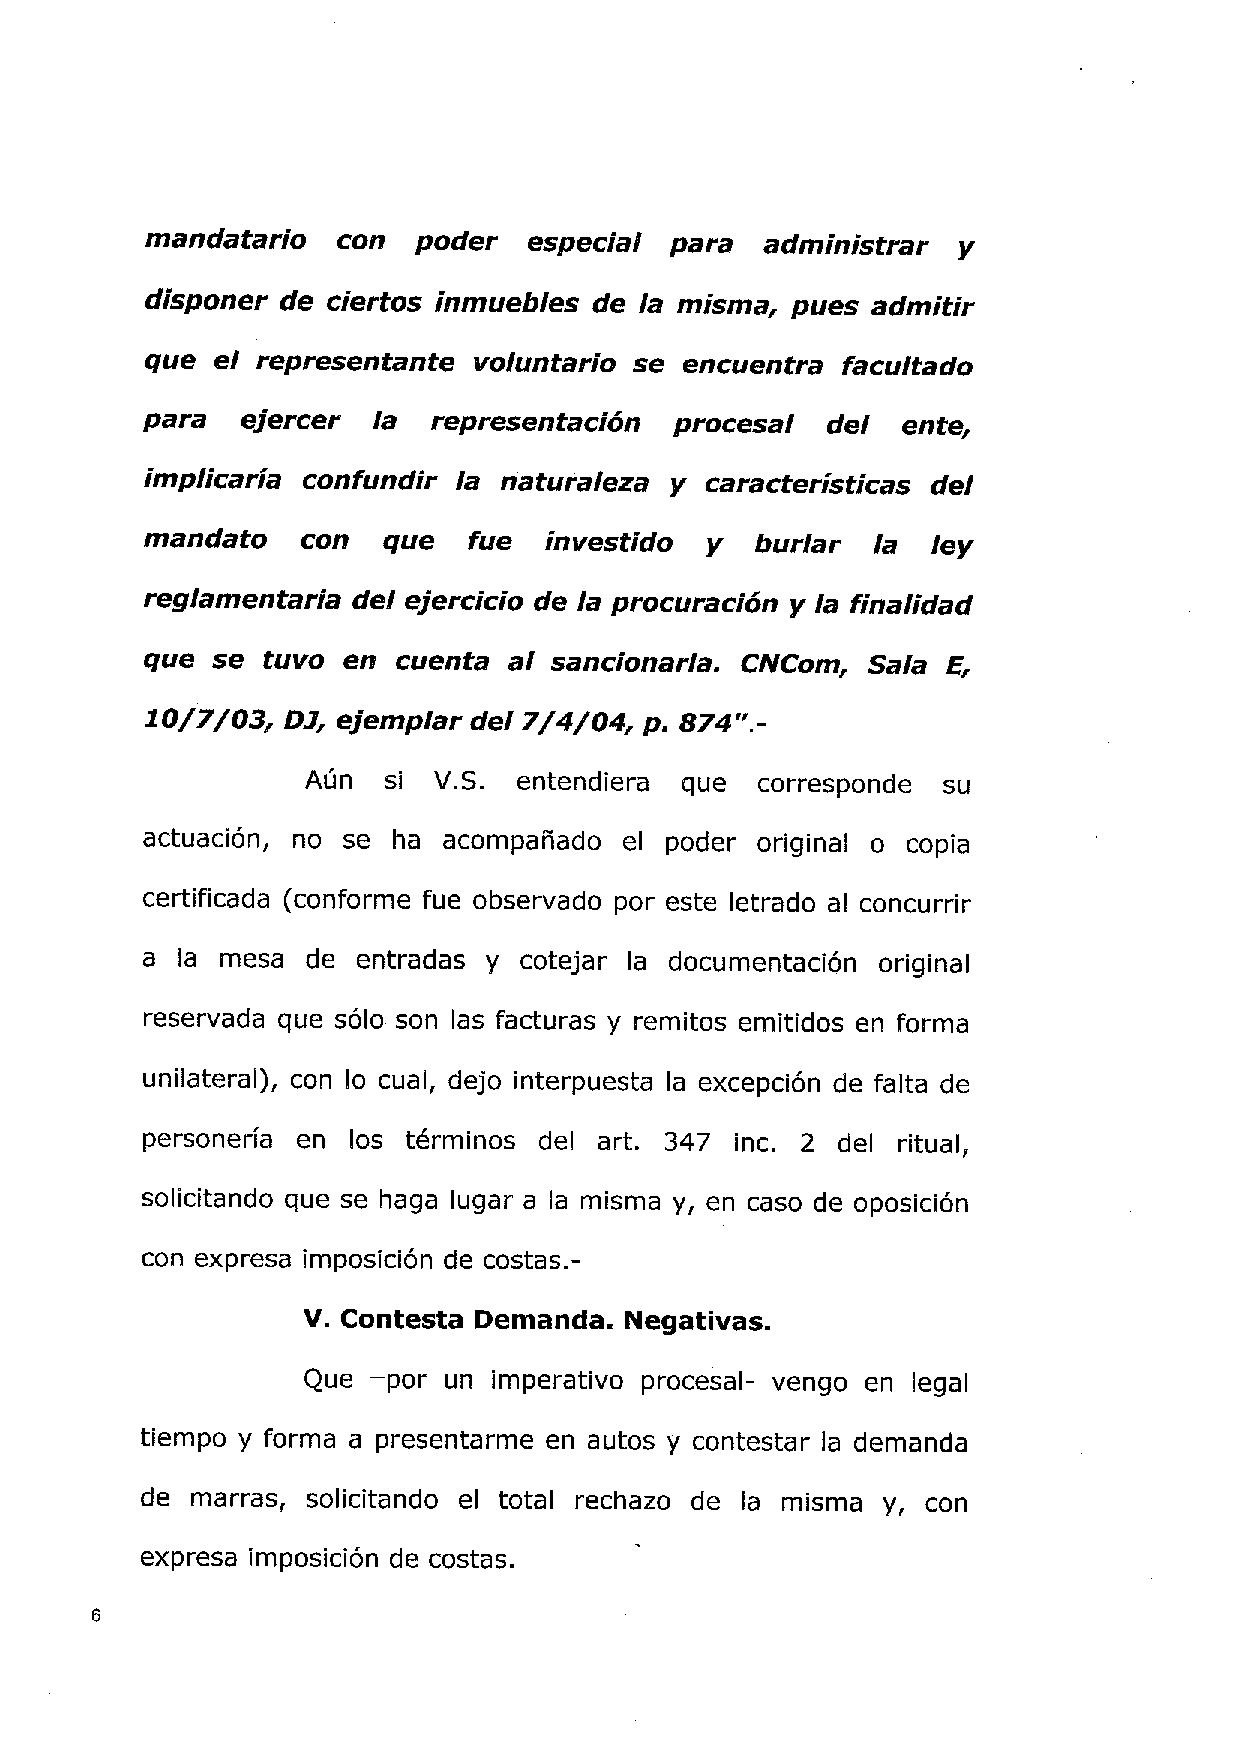 mandatario con poder especial para administrar y
disponer de ciertos inmuebles de la misma, pues admitir
que el representante voluntario se encuentra facultado
para ejercer la representación procesal del ente,
implicaría confundir la naturaleza y características del
mandato con que fue investido y burlar la ley
reglamentaria del ejercicio de la procuración y la finalidad
que se tuvo en cuenta al sancionarla. CNCom, Sala E,
10/7/03, DJ, ejemplar del 7/4/04, p. 874".-
Aún si V.S. entendiera que corresponde su
actuación, no se ha acompañado el poder original o copia
certificada (conforme fue observado por este letrado al concurrir
a la mesa de entradas y cotejar la documentación original
reservada que sólo son las facturas y remitos emitidos en forma
unilateral), con lo cual, dejo interpuesta la excepción de falta de
personería en los términos del art. 347 inc. 2 del ritual,
solicitando que se haga lugar a la misma y, en caso de oposición
con expresa imposición de costas.-
V. Contesta Demanda. Negativas.
Que –por un imperativo procesal- vengo en legal
tiempo y forma a presentarme en autos y contestar la demanda
de marras, solicitando el total rechazo de la misma y, con
expresa imposición de costas.
6